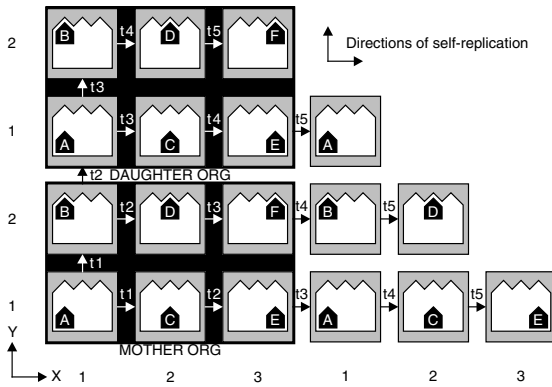 2 B t4 D t5 F
Directions of self-replication
t3
1 A t3 C t4 E t5 A
t2 DAUGHTER ORG
2 B t2 D t3 F t4 B t5 D
t1
1 A t1 C t2 E t3 A t4 C t5 E
Y
MOTHER ORG
X 1 2 3 1 2 3